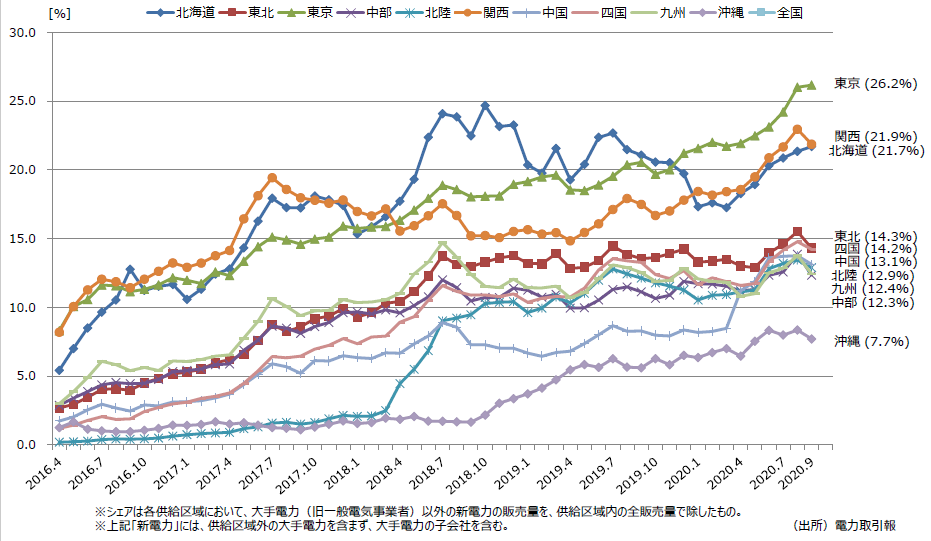 [%]
北海道 東北 東京 中部 北陸 関西 中国 四国 九州 沖縄 全国
30.0
25.0
20.0
15.0
10.0
5.0
0.0
東京 (26.2%)
関西 (21.9%)
北海道 (21.7%)
東北 (14.3%)
四国 (14.2%)
中国 (13.1%)
北陸 (12.9%)
九州 (12.4%)
中部 (12.3%)
沖縄 (7.7%)
2016.4 2016.7 2016.10 2017.1 2017.4 2017.7 2017.10 2018.1 2018.4 2018.7 2018.10 2019.1 2019.4 2019.7 2019.10 2020.1 2020.4 2020.7 2020.9
※シェアは各供給区域において、大手電力（旧一般電気事業者）以外の新電力の販売量を、供給区域内の全販売量で除したもの。
※上記「新電力」には、供給区域外の大手電力を含まず、大手電力の子会社を含む。
（出所）電力取引報